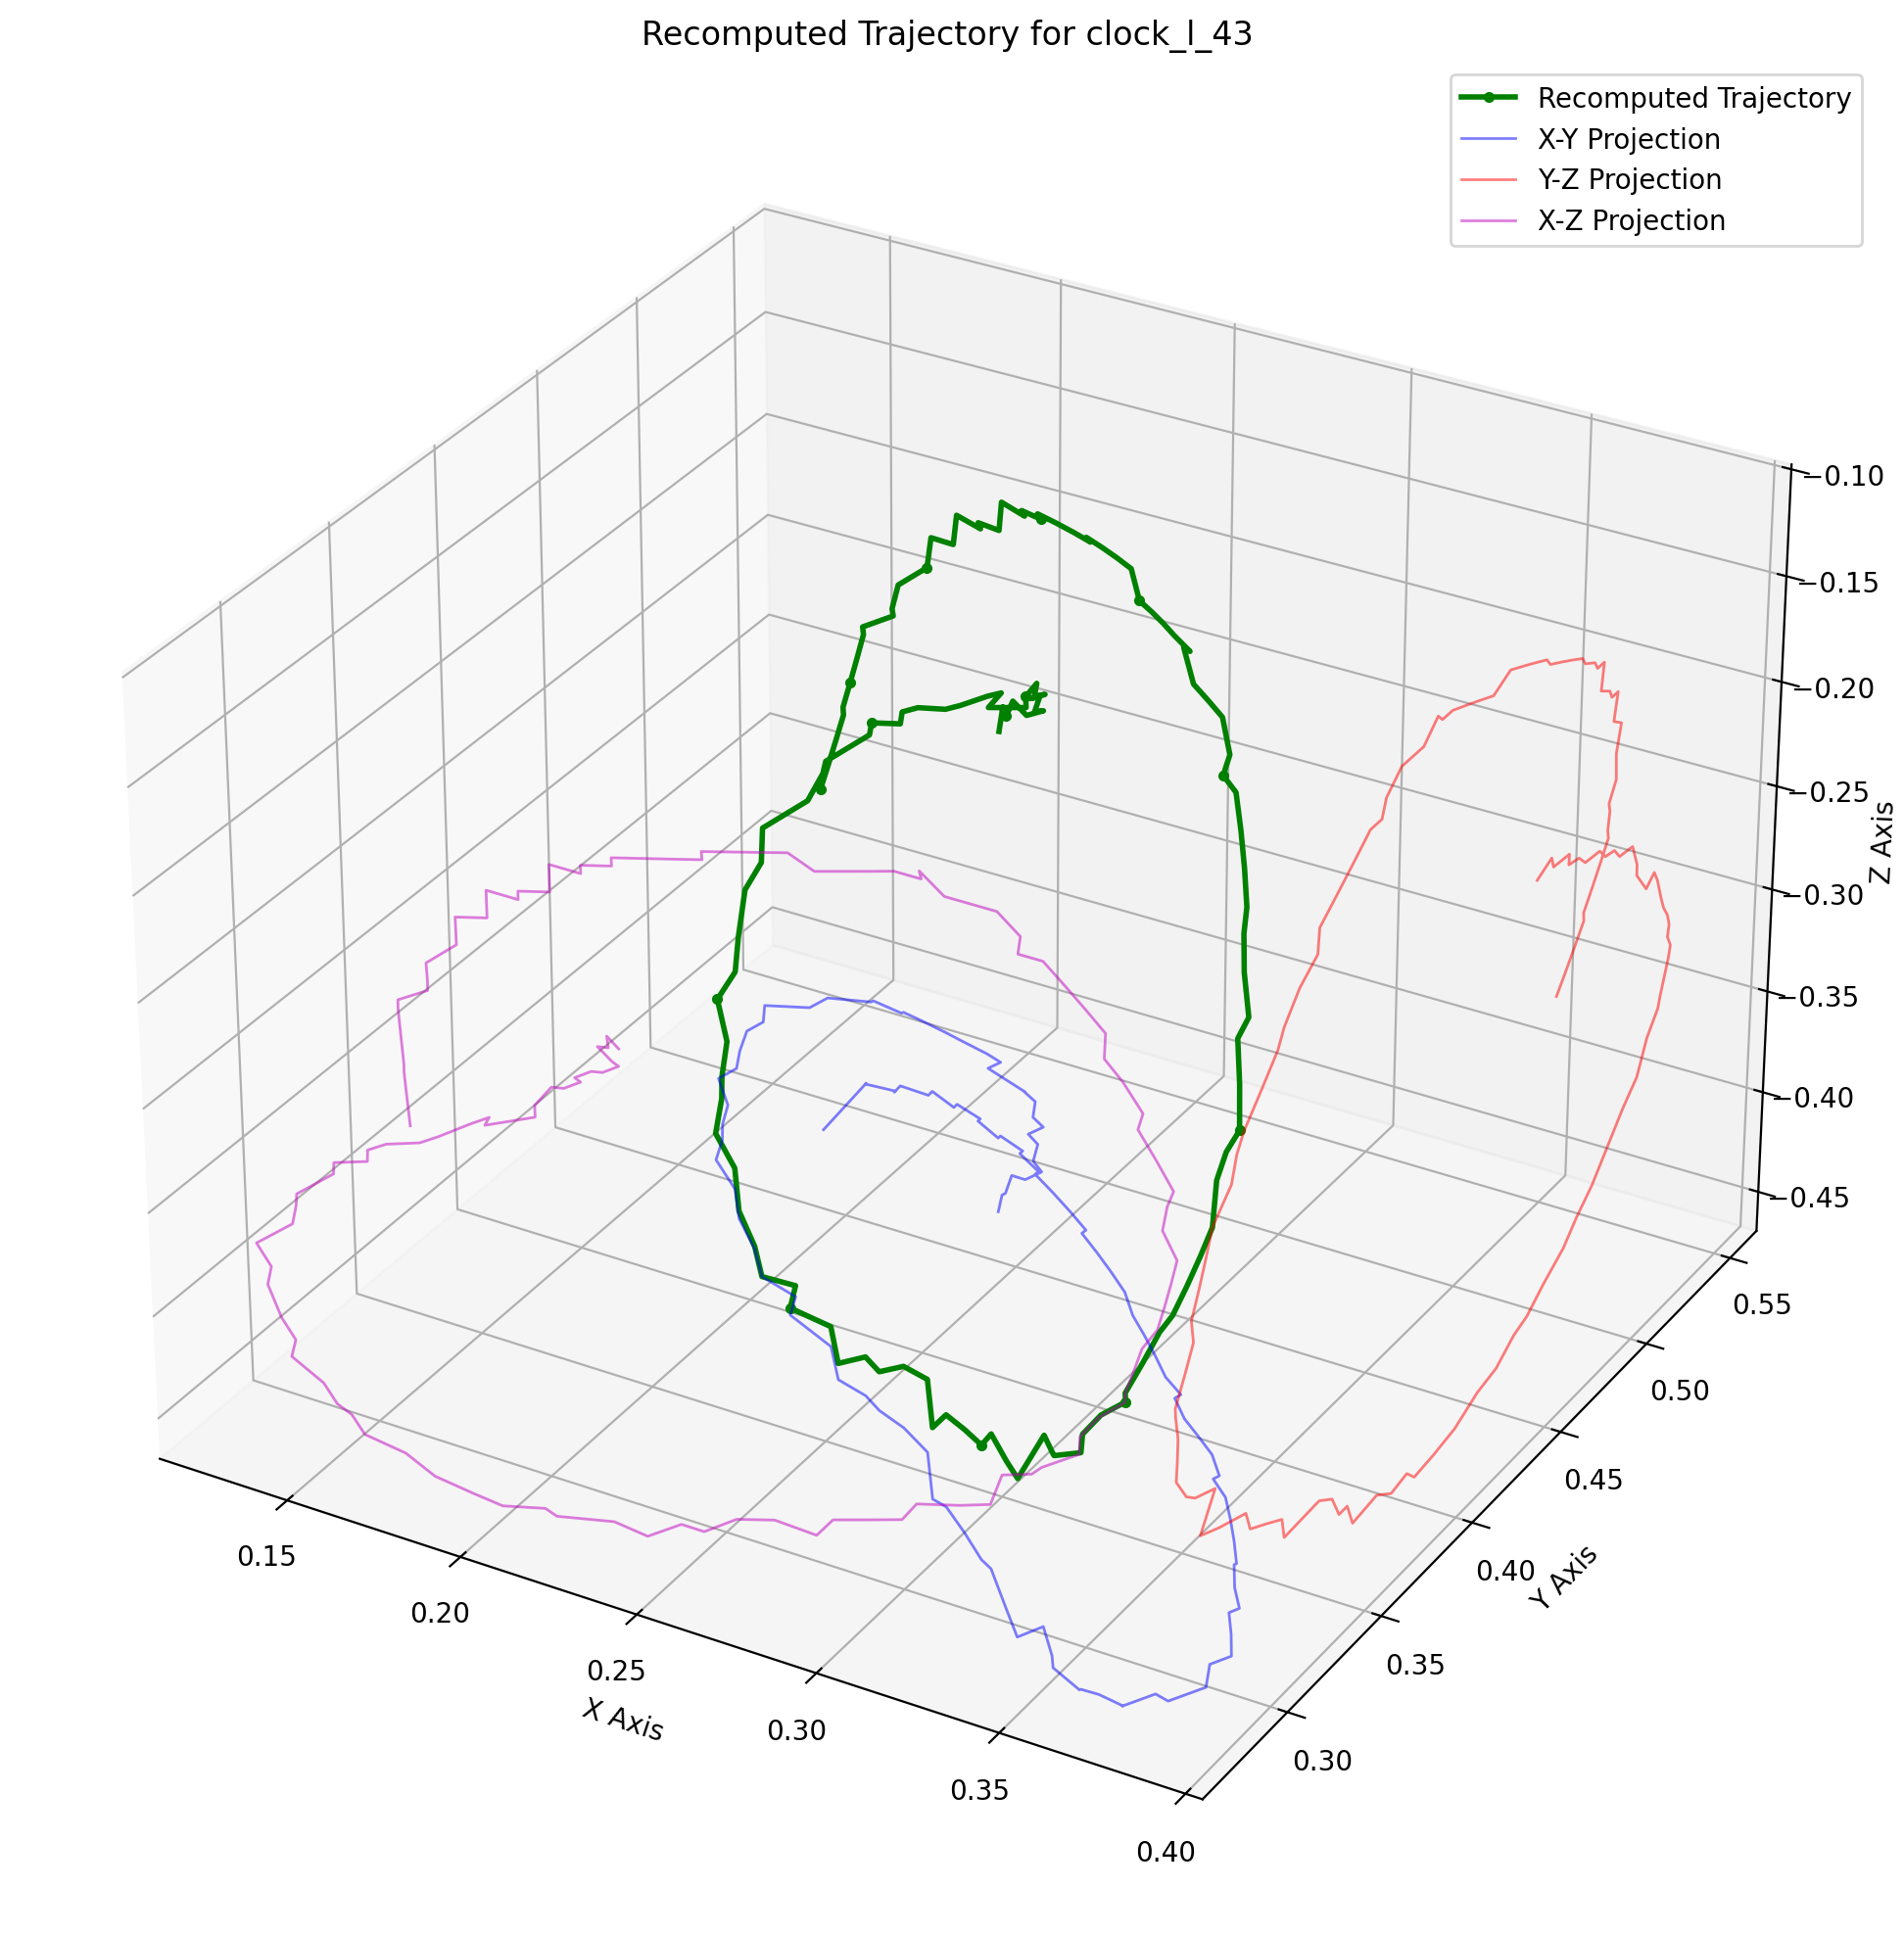 Recomputed Trajectory for clock_l_43
Recomputed Trajectory
X-Y Projection
Y-Z Projection
X-Z Projection
−0.10
−0.15
−0.20
−0.25
−0.30
−0.35
−0.40
−0.45
Z Axis
0.55
0.50
0.45
0.40
0.35
0.30
Y Axis
0.15
0.20
0.25
0.30
0.35
0.40
X Axis